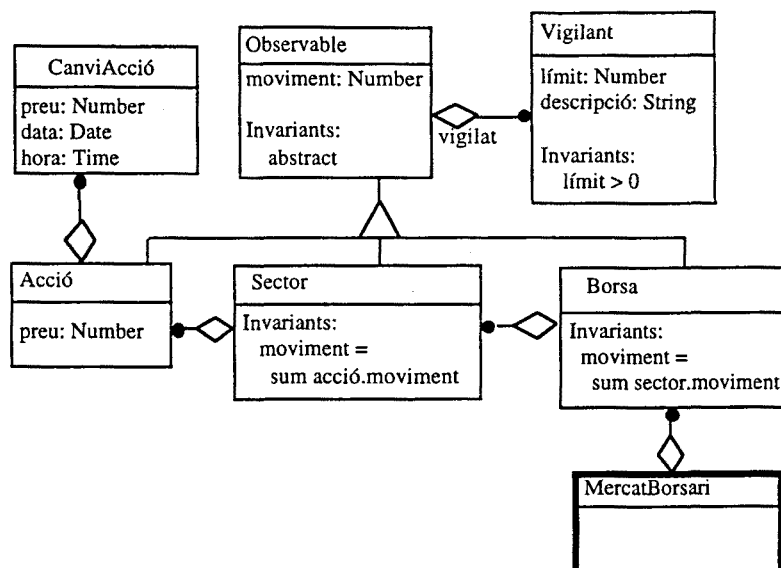 CanviAcció
preu: Number
data: Date
hora: Time
Observable
moviment: Number
Invariants:
abstract
vigilat
Vigilant
límit: Number
descripció: String
Invariants:
límit > 0
Acció
preu: Number
Sector
Invariants:
moviment =
sum acció.moviment
Borsa
Invariants:
moviment =
sum sector.moviment
MercatBorsari